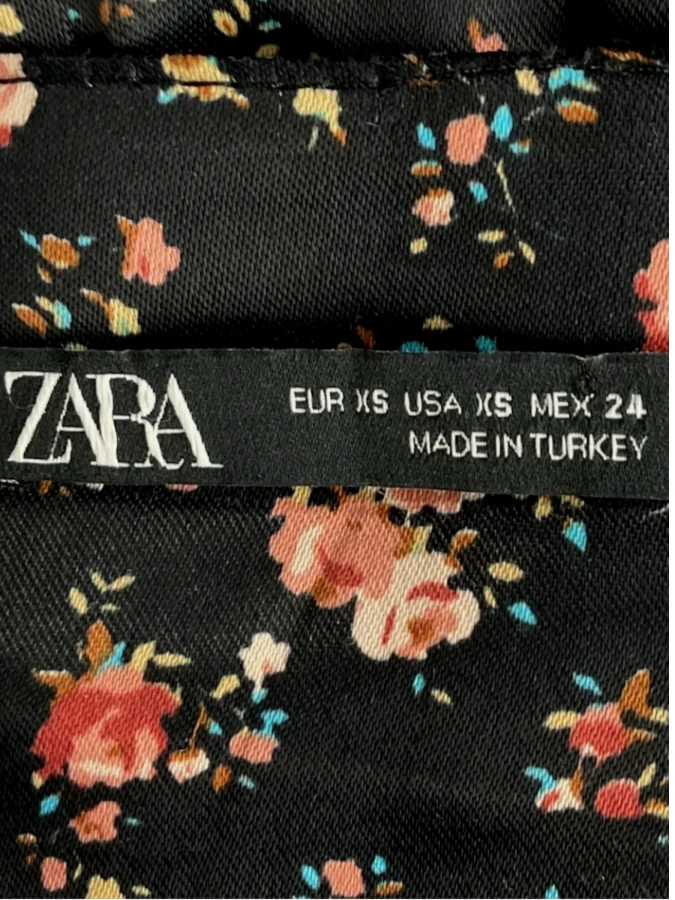 ZARA
EUR XS USA XS MEX 24
MADE IN TURKEY